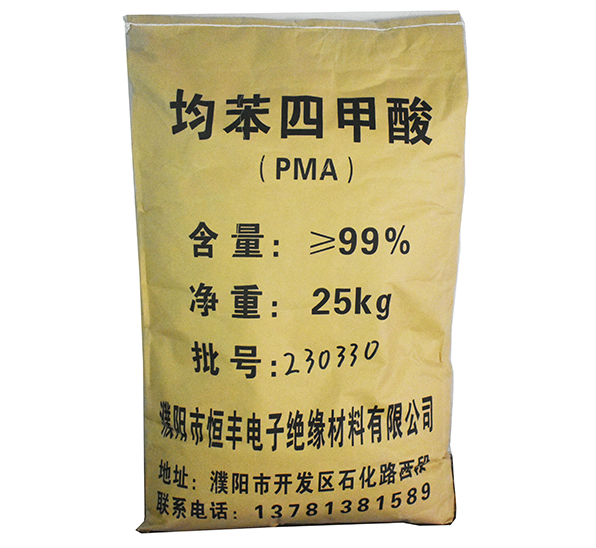 均苯四甲酸
(PMA)
含量：≥99%
净重：25kg
批号：230330
濮阳市恒丰电子绝缘材料有限公司
地址：濮阳市开发区石化路西段
联系电话：13781381589